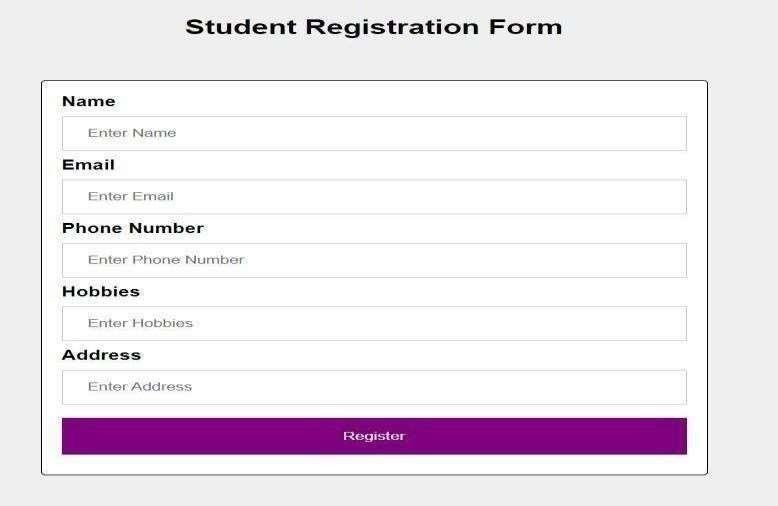 Student Registration Form
Name
Enter Name
Email
Enter Email
Phone Number
Enter Phone Number
Hobbies
Enter Hobbies
Address
Enter Address
Register